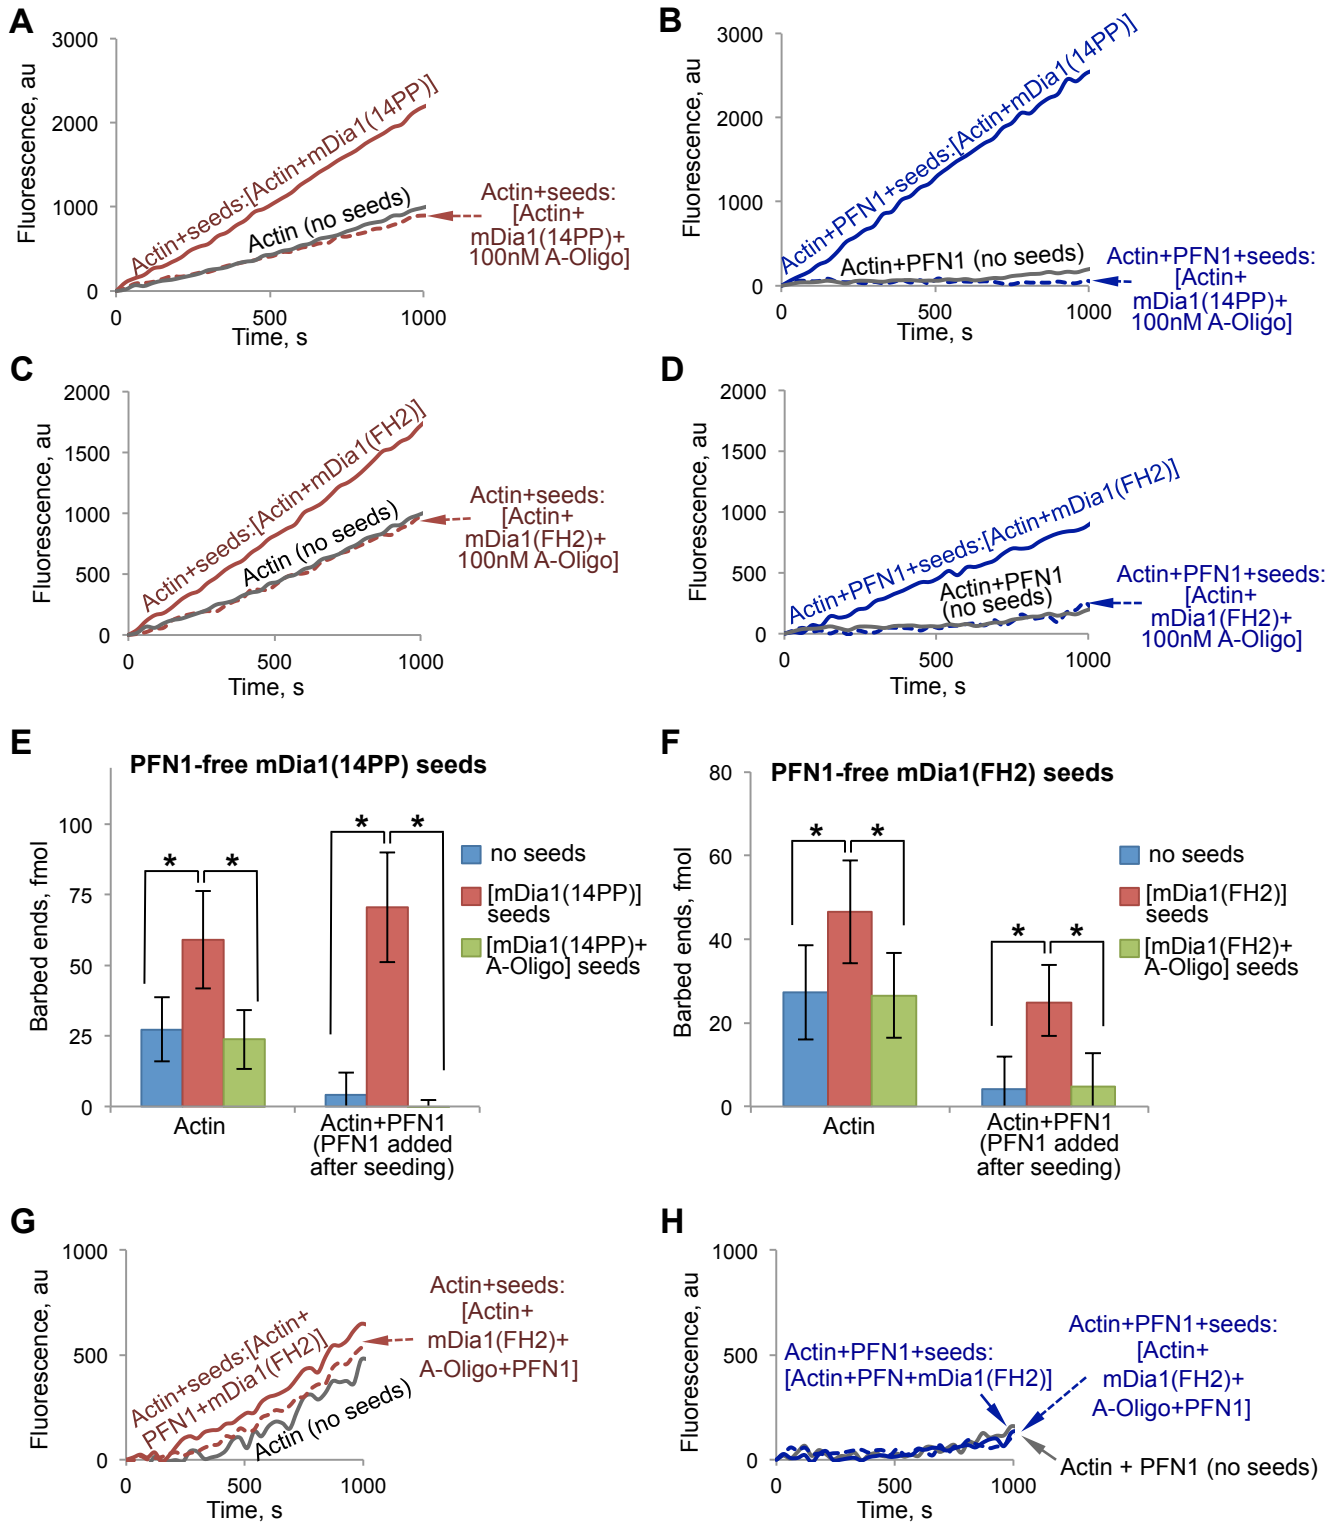 A
3000
2000
1000
0
Fluorescence, au
0
500
1000
Time, s
Actin+seeds:[Actin+mDia1(14PP)]
Actin (no seeds)
Actin+seeds:
[Actin+
mDia1(14PP)+
100nM A-Oligo]
B
3000
2000
1000
0
Fluorescence, au
0
500
1000
Time, s
Actin+PFN1+seeds:[Actin+mDia1(14PP)]
Actin+PFN1 (no seeds)
Actin+PFN1+seeds:
[Actin+
mDia1(14PP)+
100nM A-Oligo]
C
2000
1500
1000
500
0
Fluorescence, au
0
500
1000
Time, s
Actin+seeds:[Actin+mDia1(FH2)]
Actin (no seeds)
Actin+seeds:
[Actin+
mDia1(FH2)+
100nM A-Oligo]
D
2000
1500
1000
500
0
Fluorescence, au
0
500
1000
Time, s
Actin+PFN1+seeds:[Actin+mDia1(FH2)]
Actin+PFN1
(no seeds)
Actin+PFN1+seeds:
[Actin+
mDia1(FH2)+
100nM A-Oligo]
E
PFN1-free mDia1(14PP) seeds
100
75
50
25
0
Barbed ends, fmol
*
*
*
*
Actin
Actin+PFN1
(PFN1 added
after seeding)
no seeds
[mDia1(14PP)]
seeds
[mDia1(14PP)+
A-Oligo] seeds
F
PFN1-free mDia1(FH2) seeds
80
60
40
20
0
Barbed ends, fmol
*
*
*
*
Actin
Actin+PFN1
(PFN1 added
after seeding)
no seeds
[mDia1(FH2)]
seeds
[mDia1(FH2)+
A-Oligo] seeds
G
1000
500
0
Fluorescence, au
0
500
1000
Time, s
Actin+seeds:[Actin+
PFN1+mDia1(FH2)]
Actin (no seeds)
Actin+seeds:
[Actin+
mDia1(FH2)+
A-Oligo+PFN1]
H
1000
500
0
Fluorescence, au
0
500
1000
Time, s
Actin+PFN1+seeds:
[Actin+PFN+mDia1(FH2)]
Actin+PFN1+seeds:
[Actin+
mDia1(FH2)+
A-Oligo+PFN1]
Actin + PFN1 (no seeds)